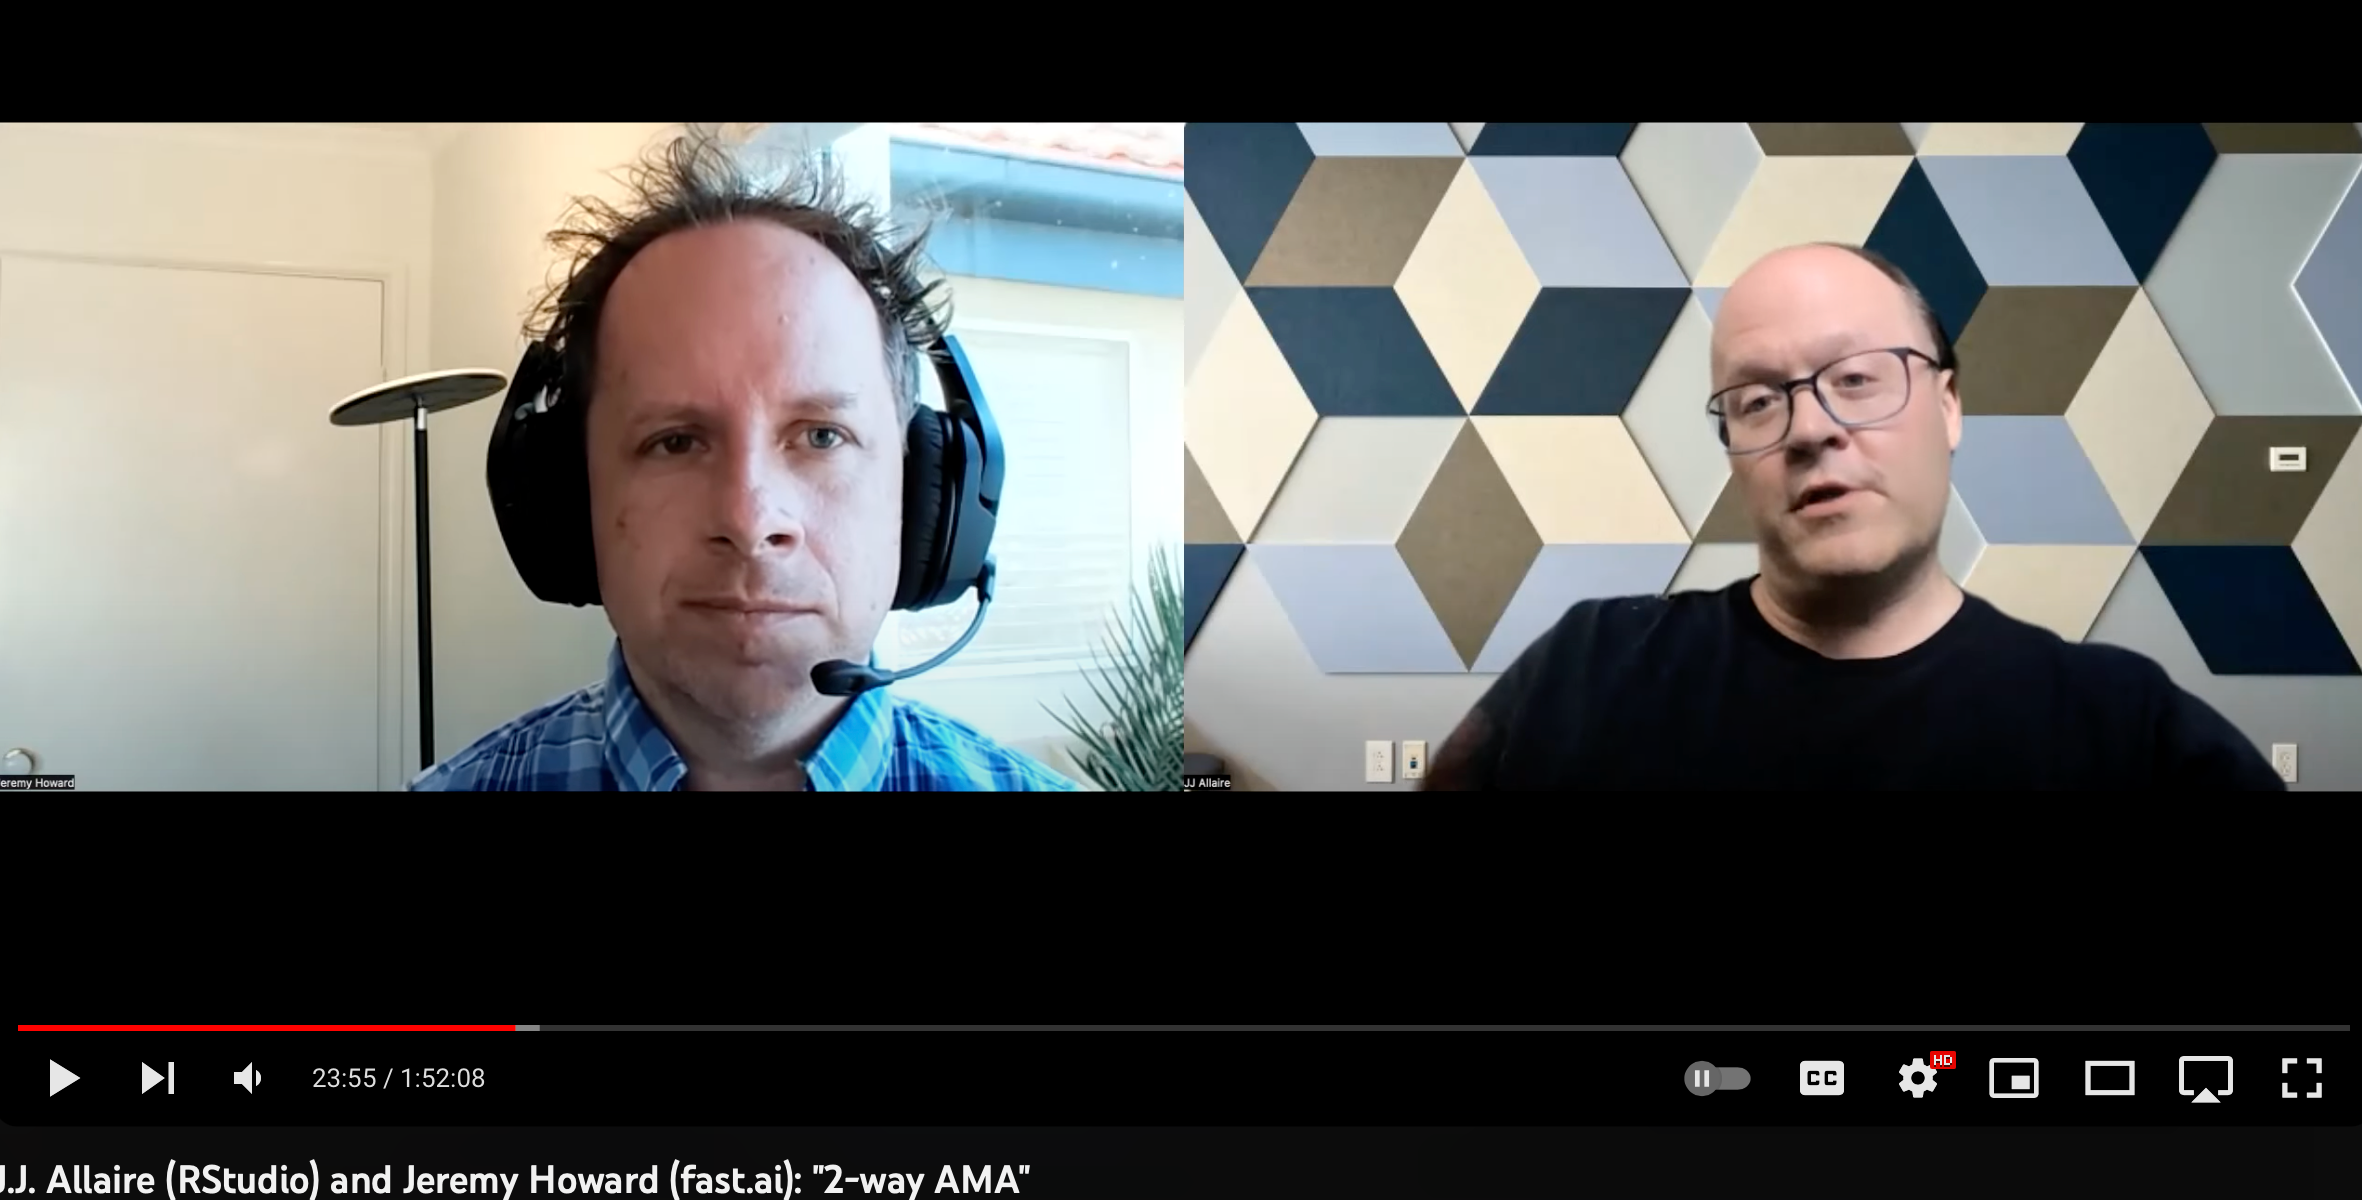 eremy Howard
JJ Allaire
23:55 / 1:52:08
CC
HD
J.J. Allaire (RStudio) and Jeremy Howard (fast.ai): "2-way AMA"